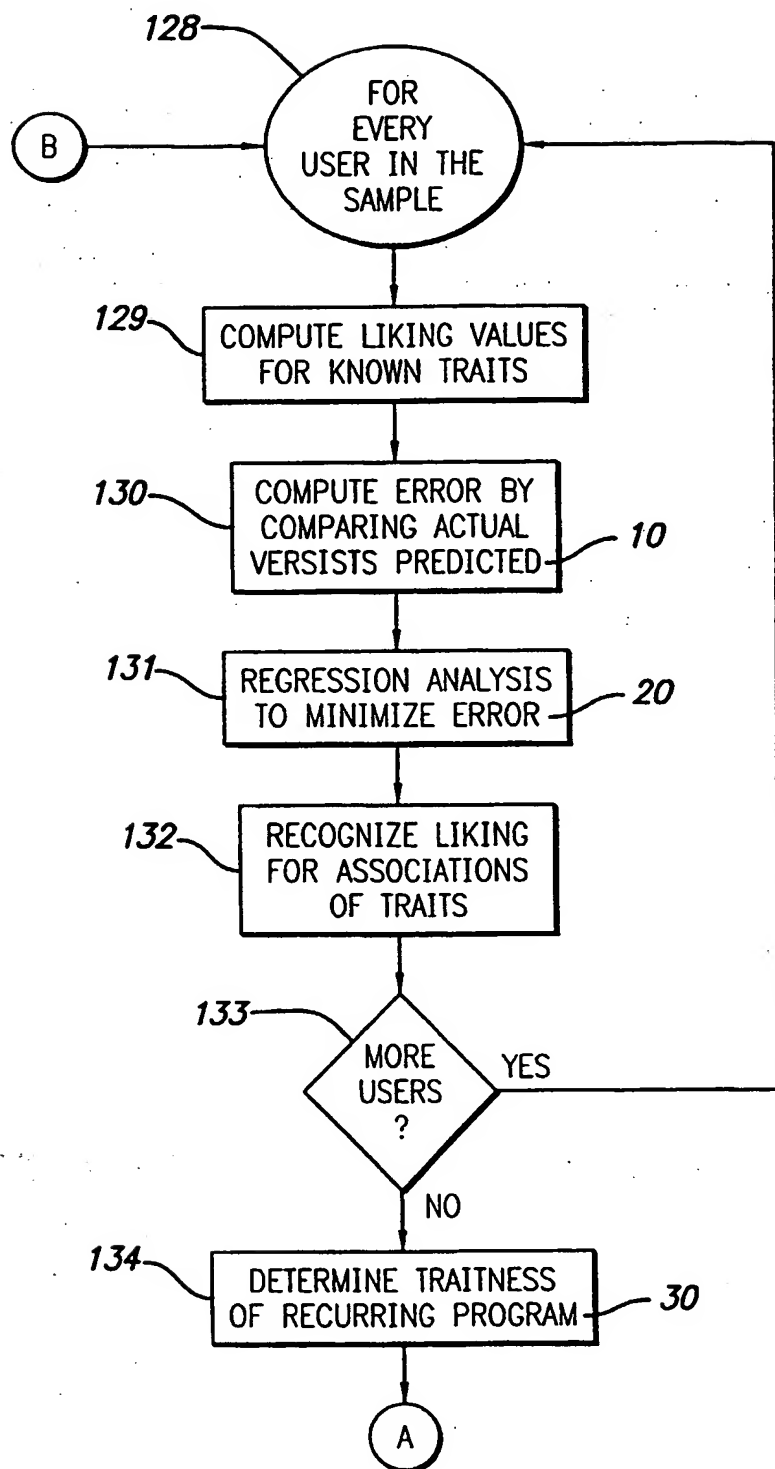 128
FOR
EVERY
USER IN THE
SAMPLE
B
129
COMPUTE LIKING VALUES
FOR KNOWN TRAITS
130
COMPUTE ERROR BY
COMPARING ACTUAL
VERSISTS PREDICTED
10
131
REGRESSION ANALYSIS
TO MINIMIZE ERROR
20
132
RECOGNIZE LIKING
FOR ASSOCIATIONS
OF TRAITS
133
MORE
USERS
?
YES
NO
134
DETERMINE TRAITNESS
OF RECURRING PROGRAM
30
A